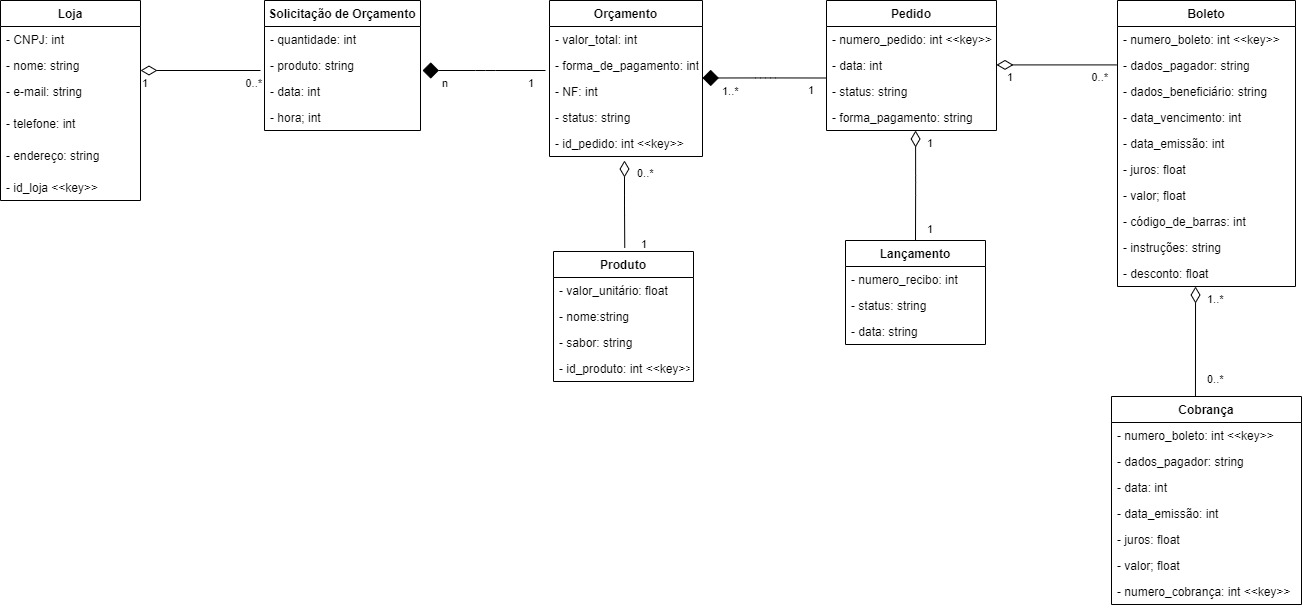 Loja
- CNPJ: int
- nome: string
- e-mail: string
- telefone: int
- endereço: string
- id_loja <<key>>
1
0..*
Solicitação de Orçamento
- quantidade: int
- produto: string
- data: int
- hora; int
n
1
Orçamento
- valor_total: int
- forma_de_pagamento: int
- NF: int
- status: string
- id_pedido: int <<key>>
1..*
1
0..*
1
Produto
- valor_unitário: float
- nome:string
- sabor: string
- id_produto: int <<key>>
Pedido
- numero_pedido: int <<key>>
- data: int
- status: string
- forma_pagamento: string
1
0..*
1
1
Lançamento
- numero_recibo: int
- status: string
- data: string
Boleto
- numero_boleto: int <<key>>
- dados_pagador: string
- dados_beneficiário: string
- data_vencimento: int
- data_emissão: int
- juros: float
- valor; float
- código_de_barras: int
- instruções: string
- desconto: float
1..*
0..*
Cobrança
- numero_boleto: int <<key>>
- dados_pagador: string
- data: int
- data_emissão: int
- juros: float
- valor; float
- numero_cobrança: int <<key>>